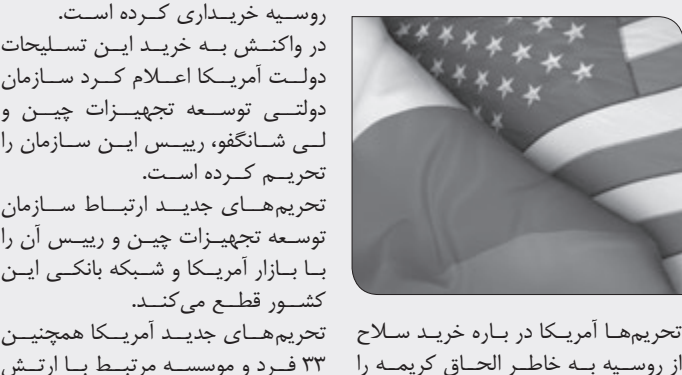 تحریم‌ها آمریکا در باره خرید سلاح
از روسیه به خاطر الحاق کریمه را
روسیه خریداری کرده است.
در واکنش به خرید این تسلیحات
دولت آمریکا اعلام کرد سازمان
دولتی توسعه تجهیزات چین و
لی شانگفو، رییس این سازمان را
تحریم کرده است.
تحریم‌های جدید ارتباط سازمان
توسعه تجهیزات چین و رییس آن را
با بازار آمریکا و شبکه بانکی این
کشور قطع می‌کند.
تحریم‌های جدید آمریکا همچنین
۳۳ فرد و موسسه مرتبط با ارتش